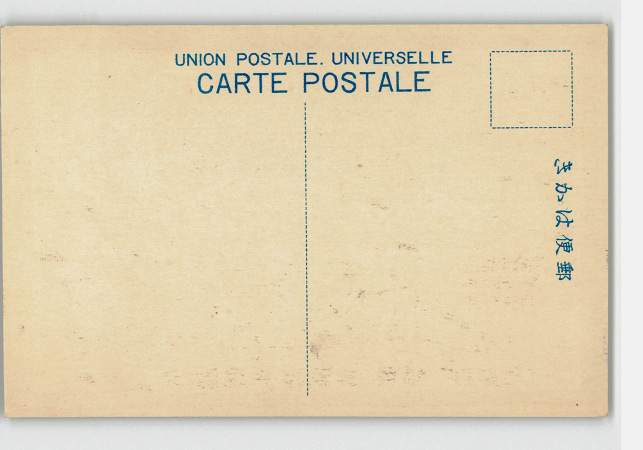 UNION POSTALE. UNIVERSELLE
CARTE POSTALE
きかは便郵